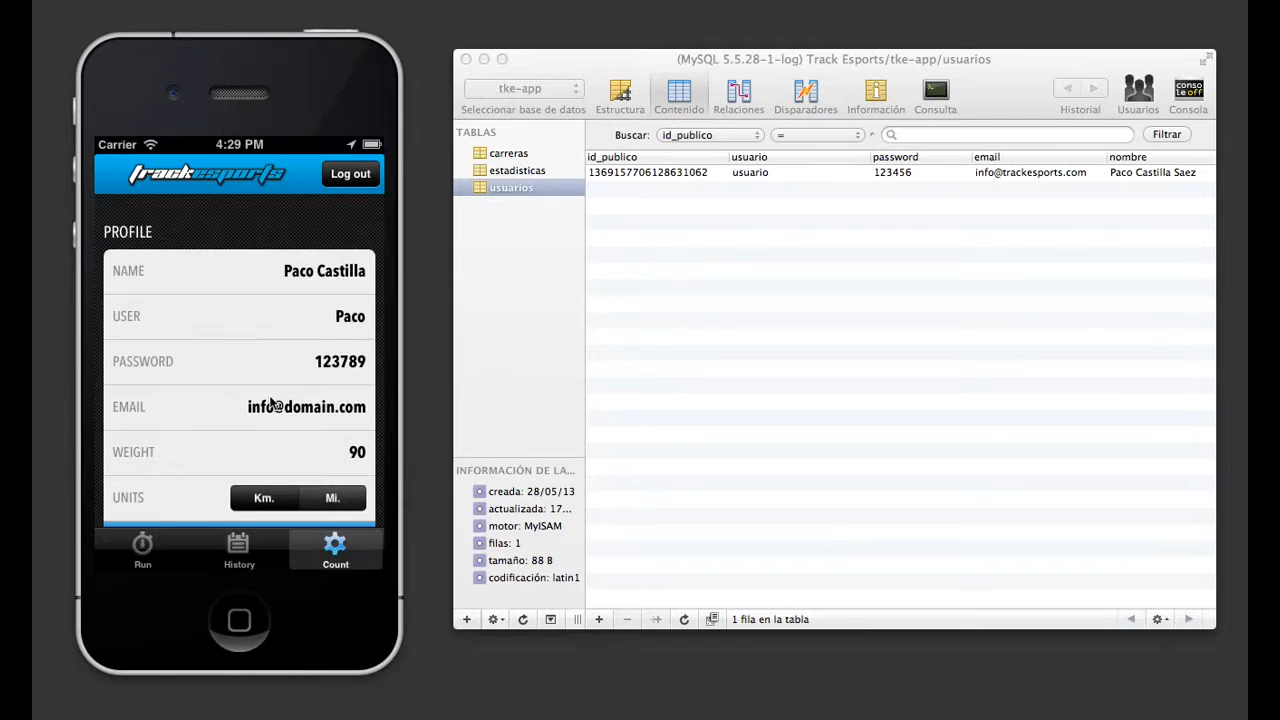 Carrier
4:29 PM
trackesports
Log out
PROFILE
NAME
Paco Castilla
USER
Paco
PASSWORD
123789
EMAIL
info@domain.com
WEIGHT
90
UNITS
Km.
Mi.
Run
History
Count
(MySQL 5.5.28-1-log) Track Esports/tke-app/usuarios
tke-app
conso
le off
Seleccionar base de datos
Estructura
Contenido
Relaciones
Disparadores
Información
Consulta
Historial
Usuarios
Consola
TABLAS
carreras
estadisticas
usuarios
Buscar:
id_publico
=
Filtrar
id_publico
usuario
password
email
nombre
1369157706128631062
usuario
123456
info@trackesports.com
Paco Castilla Saez
INFORMACIÓN DE LA...
creada: 28/05/13
actualizada: 17...
motor: MyISAM
filas: 1
tamaño: 88 B
codificación: latin1
1 fila en la tabla